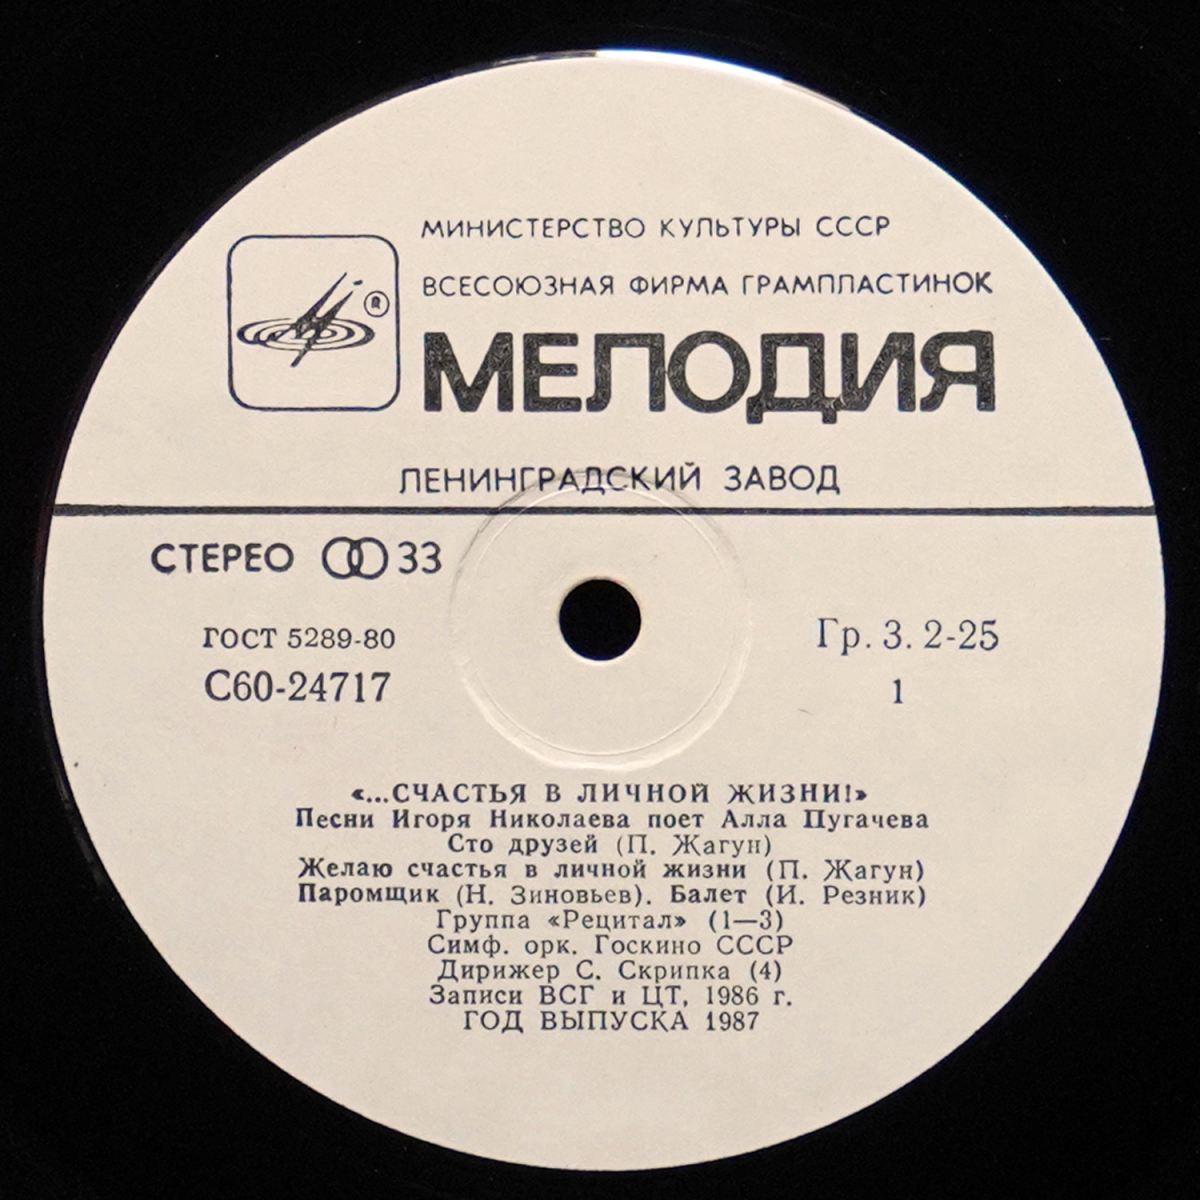 МИНИСТЕРСТВО КУЛЬТУРЫ СССР
ВСЕСОЮЗНАЯ ФИРМА ГРАМПЛАСТИНОК
®
МЕЛОДИЯ
ЛЕНИНГРАДСКИЙ ЗАВОД
СТЕРЕО 33
ГОСТ 5289-80
Гр. 3. 2-25
С60-24717
1
«...СЧАСТЬЯ В ЛИЧНОЙ ЖИЗНИ!»
Песни Игоря Николаева поет Алла Пугачева
Сто друзей (П. Жагун)
Желаю счастья в личной жизни (П. Жагун)
Паромщик (Н. Зиновьев). Балет (И. Резник)
Группа «Рецитал» (1—3)
Симф. орк. Госкино СССР
Дирижер С. Скрипка (4)
Записи ВСГ и ЦТ, 1986 г.
ГОД ВЫПУСКА 1987